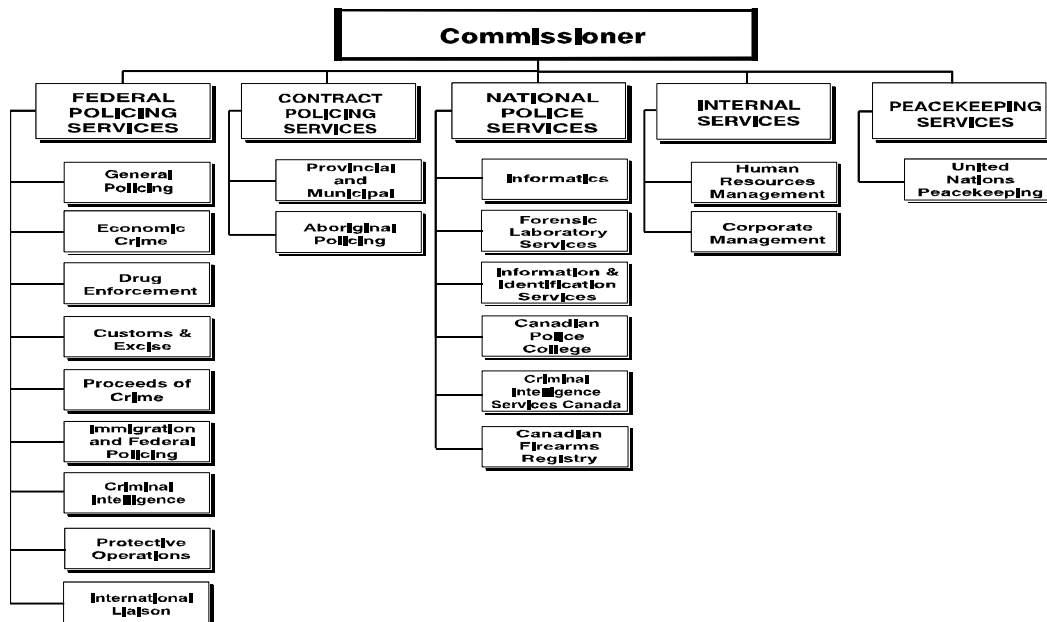 Commissioner
FEDERAL
POLICING
SERVICES
General
Policing
Economic
Crime
Drug
Enforcement
Customs &
Excise
Proceeds of
Crime
Immigration
and Federal
Policing
Criminal
Intelligence
Protective
Operations
International
Liaison
CONTRACT
POLICING
SERVICES
Provincial
and
Municipal
Aboriginal
Policing
NATIONAL
POLICE
SERVICES
Informatics
Forensic
Laboratory
Services
Information &
Identification
Services
Canadian
Police
College
Criminal
Intelligence
Services Canada
Canadian
Firearms
Registry
INTERNAL
SERVICES
Human
Resources
Management
Corporate
Management
PEACEKEEPING
SERVICES
United
Nations
Peacekeeping